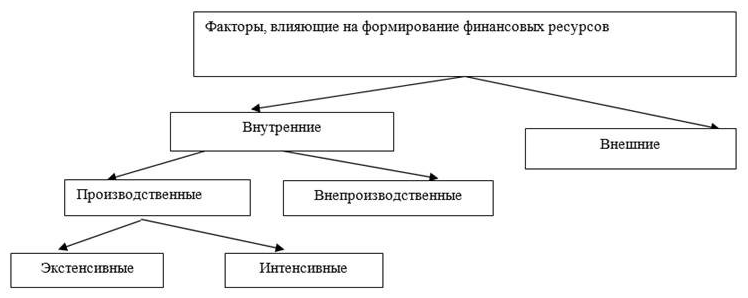 Факторы, влияющие на формирование финансовых ресурсов
Внутренние
Внешние
Производственные
Внепроизводственные
Экстенсивные
Интенсивные